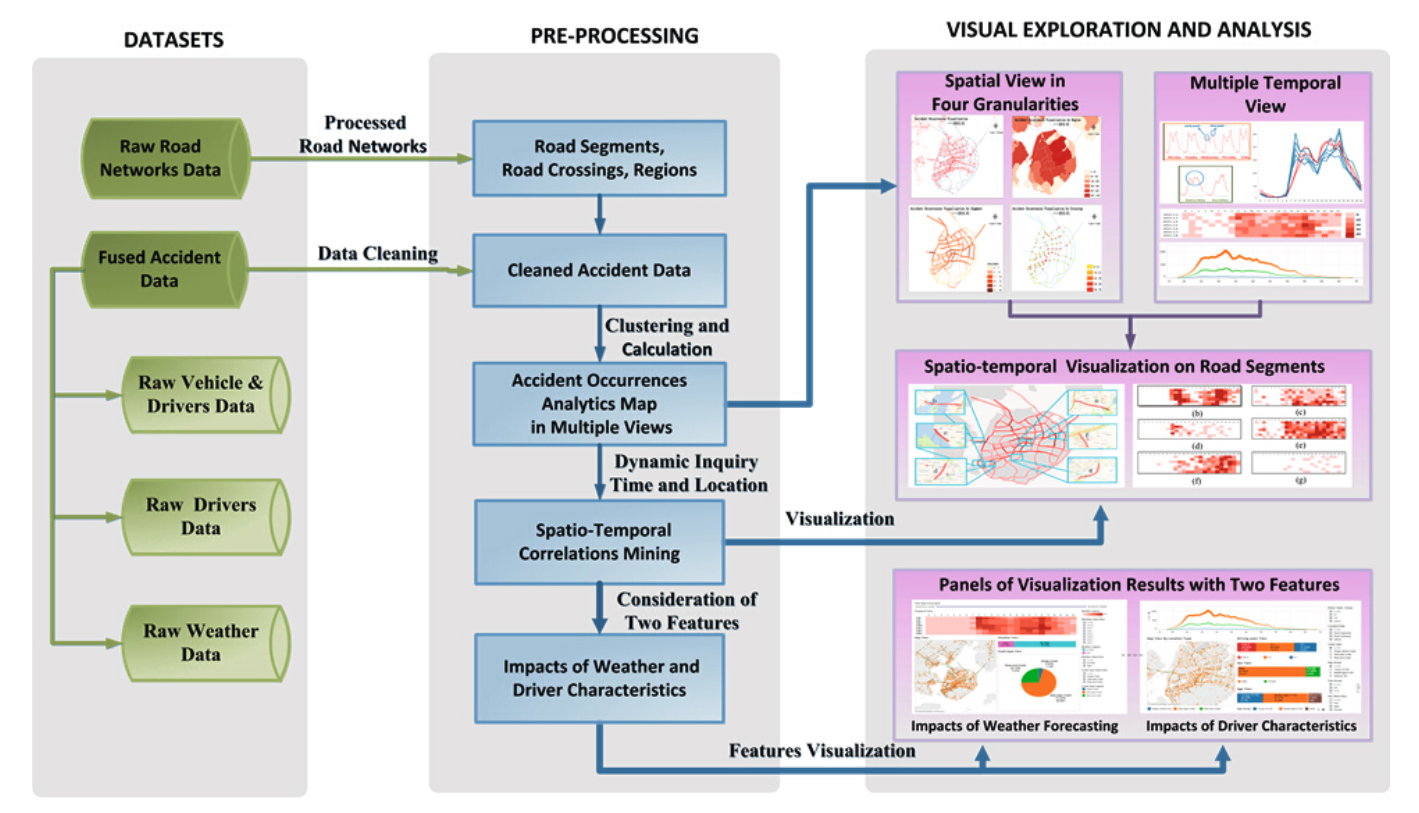 DATASETS
PRE-PROCESSING
VISUAL EXPLORATION AND ANALYSIS
Raw Road
Networks Data
Processed
Road Networks
Road Segments,
Road Crossings, Regions
Fused Accident
Data
Data Cleaning
Cleaned Accident Data
Clustering and
Calculation
Raw Vehicle &
Drivers Data
Accident Occurrences
Analytics Map
in Multiple Views
Dynamic Inquiry
Time and Location
Raw Drivers
Data
Spatio-Temporal
Correlations Mining
Visualization
Consideration of
Two Features
Raw Weather
Data
Impacts of Weather and
Driver Characteristics
Features Visualization
Spatial View in
Four Granularities
Multiple Temporal
View
Spatio-temporal Visualization on Road Segments
(b)
(c)
(d)
(e)
(f)
(g)
Panels of Visualization Results with Two Features
Impacts of Weather Forecasting
Impacts of Driver Characteristics